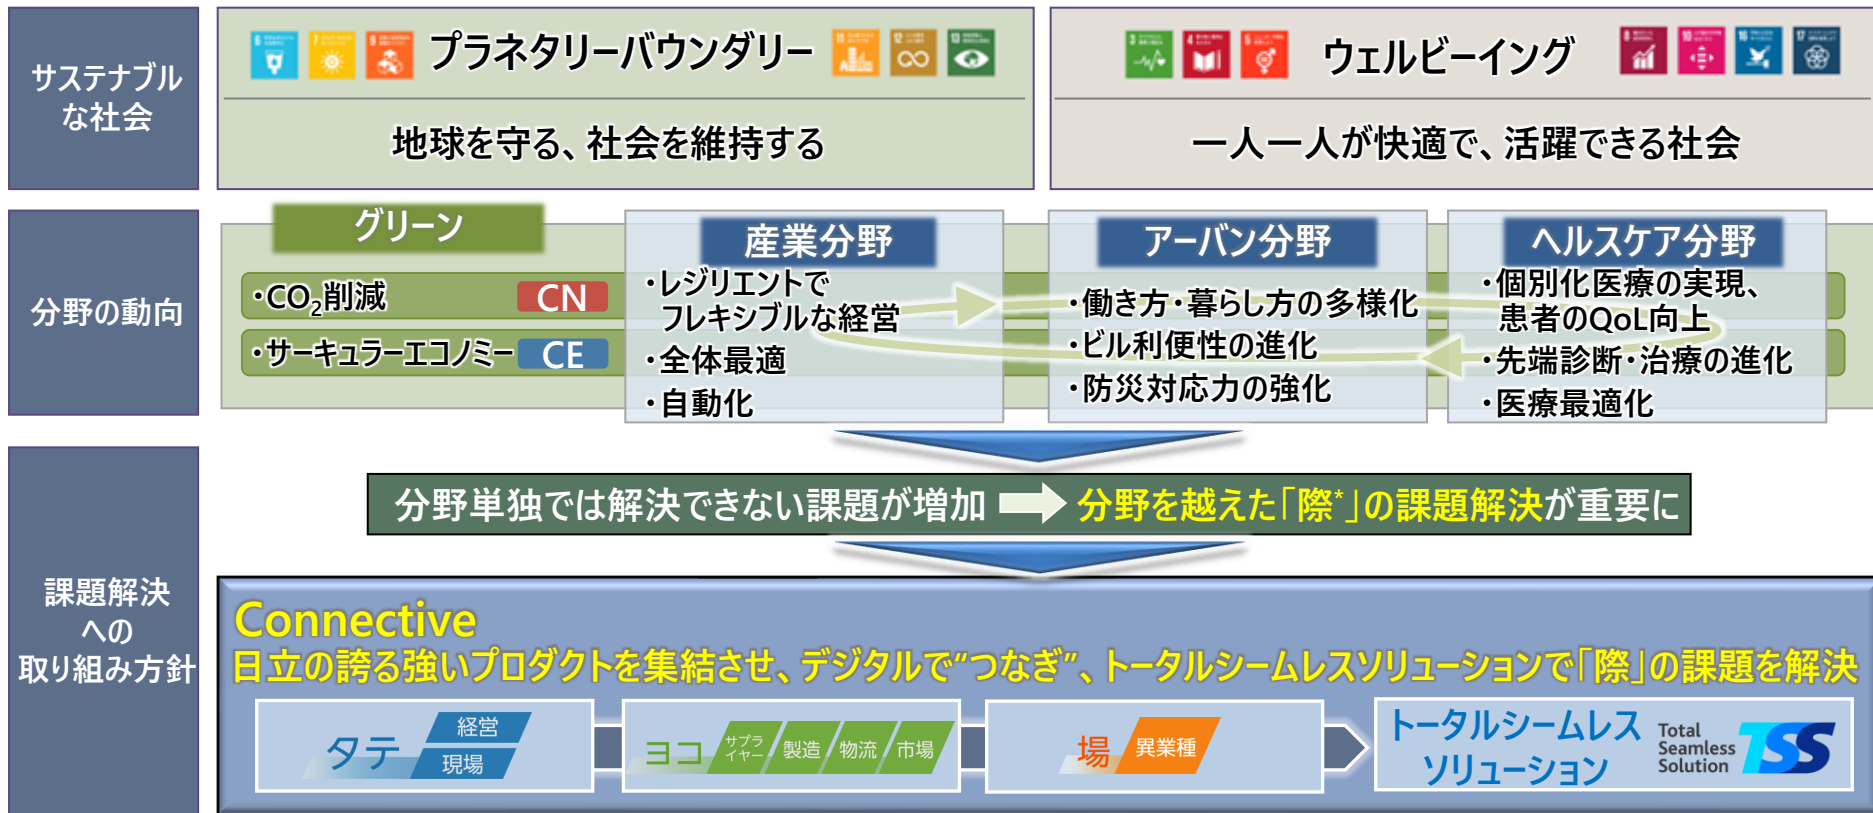 サステナブル
な社会
6
7
9
プラネタリーバウンダリー
11
12
13
地球を守る、社会を維持する
3
4
5
ウェルビーイング
8
10
16
17
一人一人が快適で、活躍できる社会
分野の動向
グリーン
・CO₂削減
CN
・サーキュラーエコノミー
CE
産業分野
・レジリエントで
フレキシブルな経営
・全体最適
・自動化
アーバン分野
・働き方・暮らし方の多様化
・ビル利便性の進化
・防災対応力の強化
ヘルスケア分野
・個別化医療の実現、
患者のQoL向上
・先端診断・治療の進化
・医療最適化
分野単独では解決できない課題が増加
分野を越えた「際*」の課題解決が重要に
課題解決
への
取り組み方針
Connective
日立の誇る強いプロダクトを集結させ、デジタルで“つなぎ”、トータルシームレスソリューションで「際」の課題を解決
タテ
経営
現場
ヨコ
サプラ
イヤー
製造
物流
市場
場
異業種
トータルシームレス
ソリューション
Total
Seamless
Solution
TSS